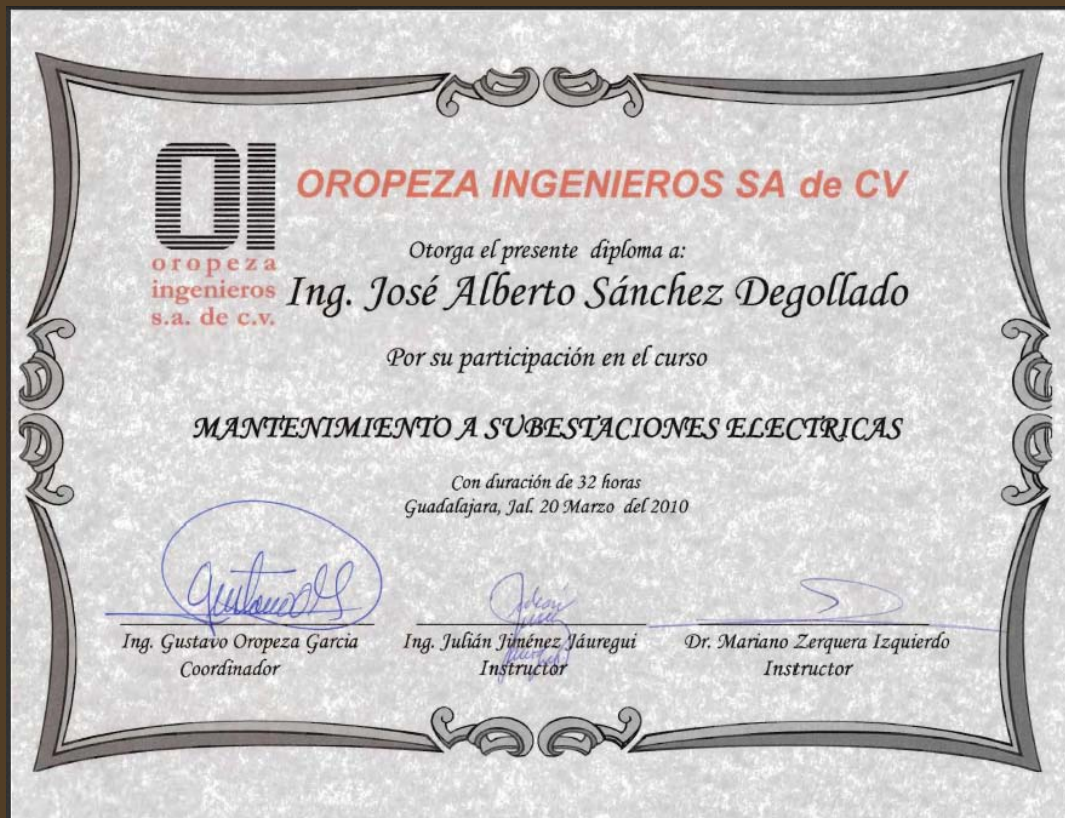 OI
oropeza
ingenieros
s.a. de c.v.
OROPEZA INGENIEROS SA de CV
Otorga el presente diploma a:
Ing. José Alberto Sánchez Degollado
Por su participación en el curso
MANTENIMIENTO A SUBESTACIONES ELECTRICAS
Con duración de 32 horas
Guadalajara, Jal. 20 Marzo del 2010
Ing. Gustavo Oropeza Garcia
Coordinador
Ing. Julián Jiménez Jáuregui
Instructor
Dr. Mariano Zerquera Izquierdo
Instructor